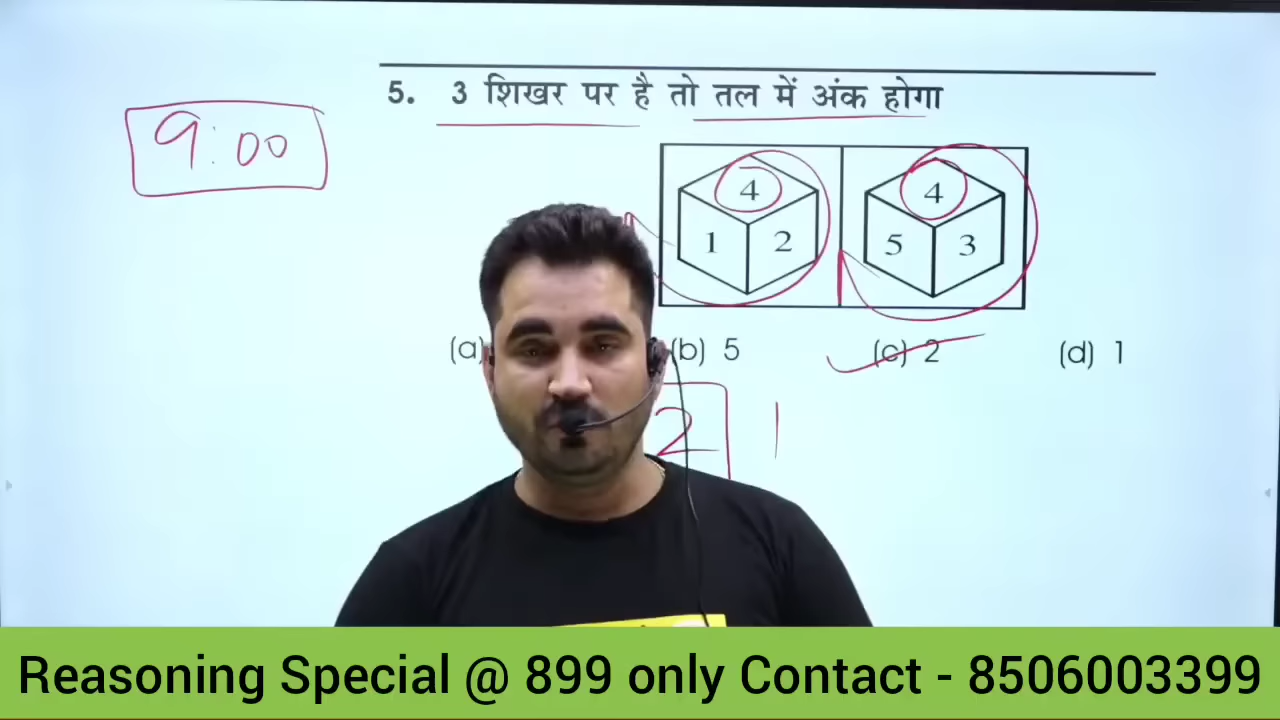 5. 3 शिखर पर है तो तल में अंक होगा
9:00
4
1 2
4
5 3
(a) (b) 5 (c) 2 (d) 1
2 1
Reasoning Special @ 899 only Contact - 8506003399